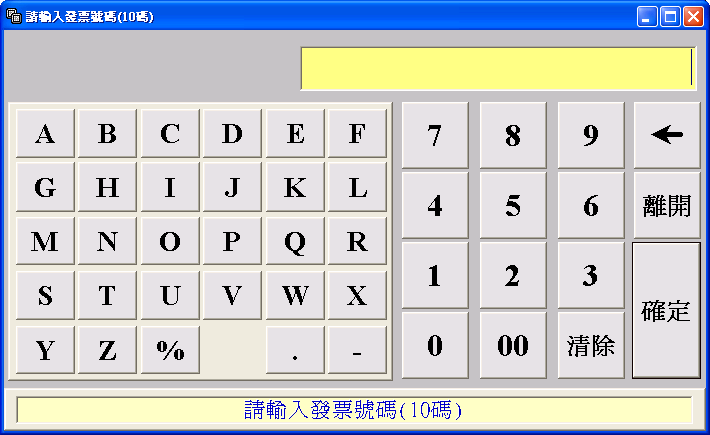 請輸入發票號碼(10碼)
A B C D E F 7 8 9 ←
G H I J K L 4 5 6 離開
M N O P Q R 1 2 3 確定
S T U V W X 0 00 清除
Y Z % . -
請輸入發票號碼(10碼)